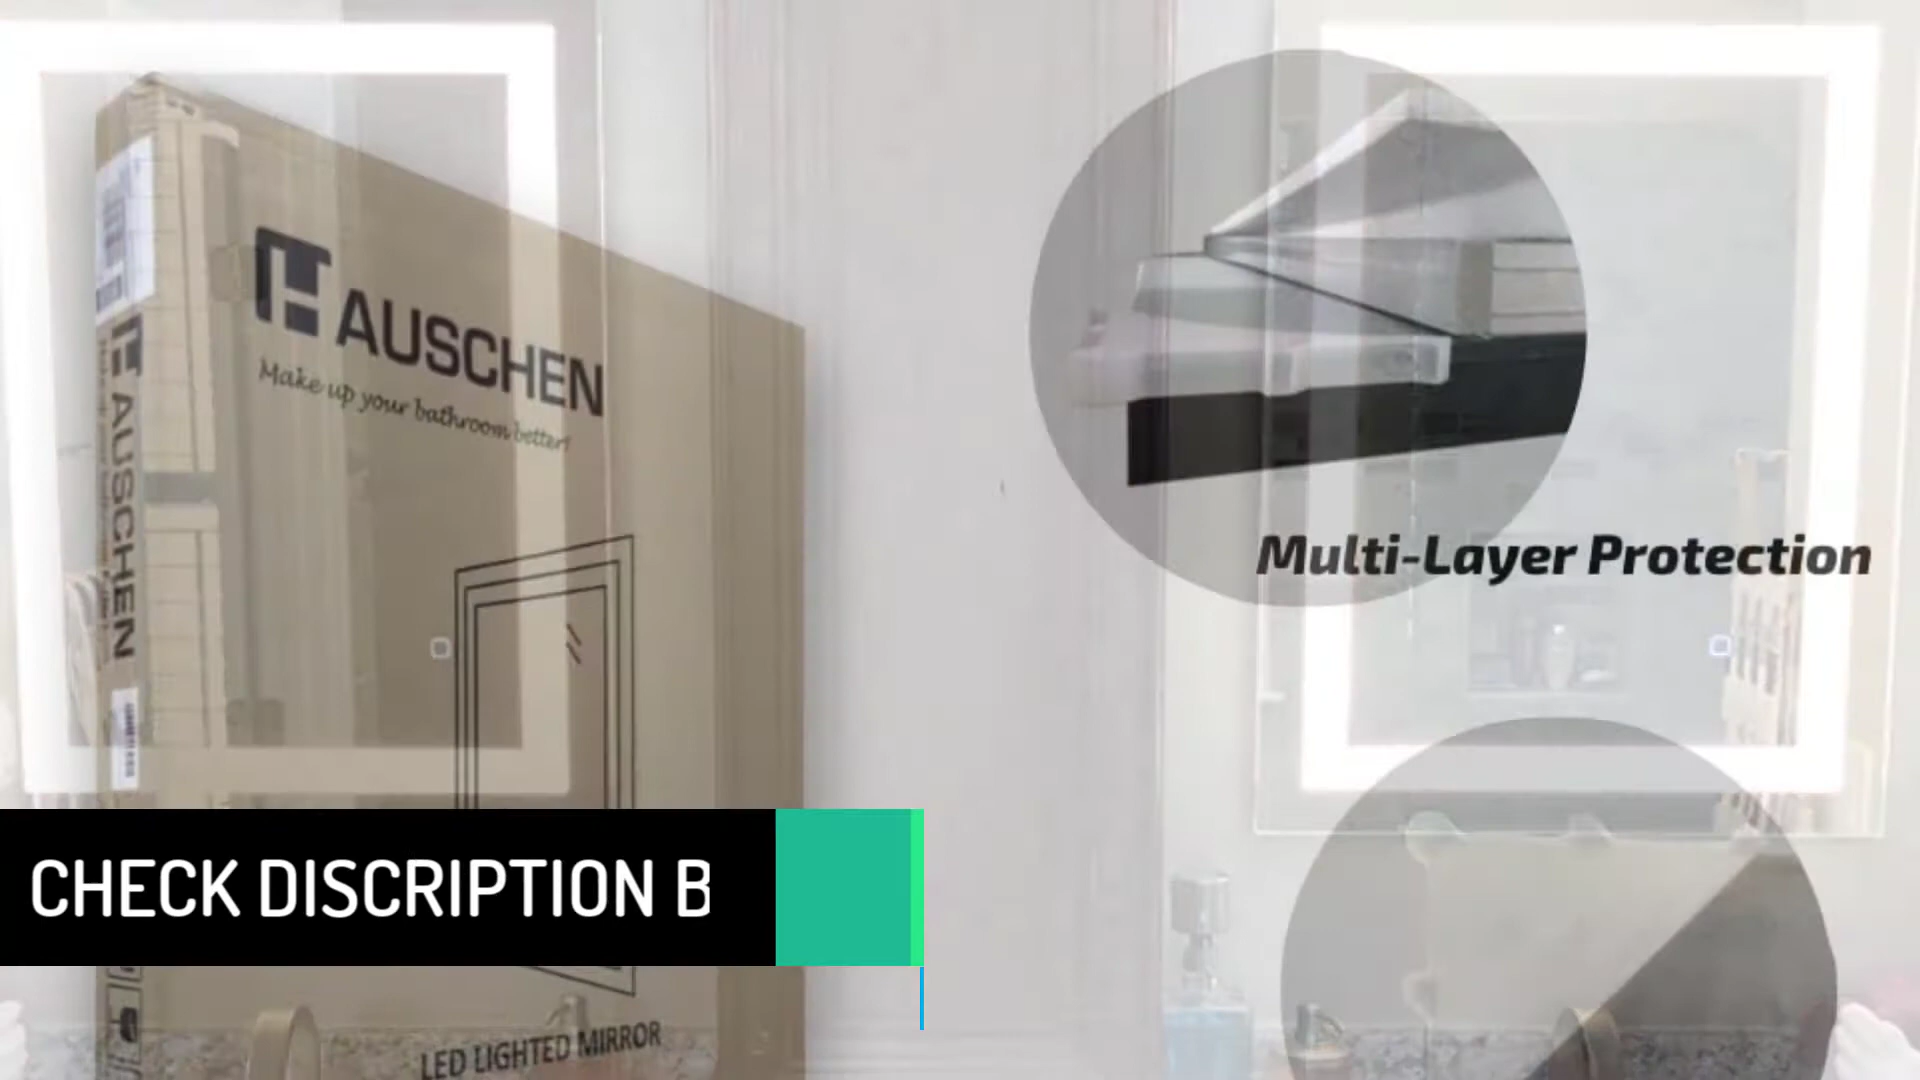 HAUSCHEN
Make up your bathroom better!
HAUSCHEN
Multi-Layer Protection
CHECK DISCRIPTION B
LED LIGHTED MIRROR